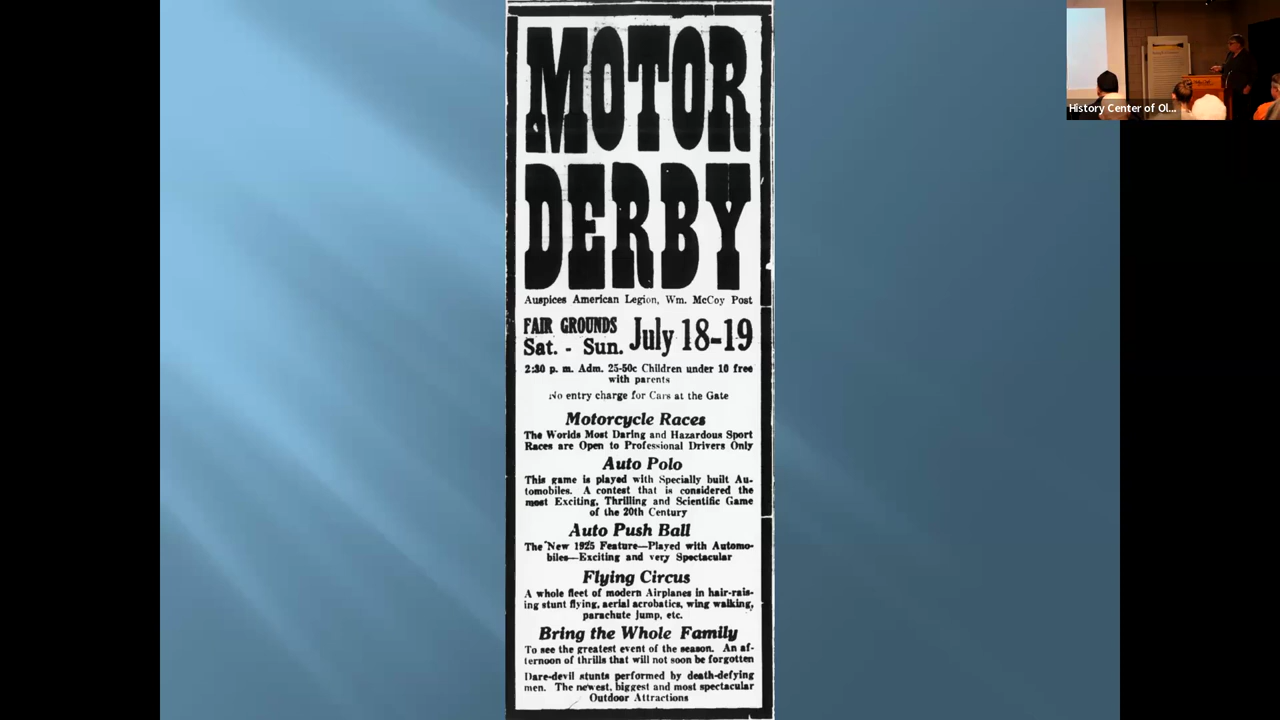 MOTOR
DERBY
Auspices American Legion, Wm. McCoy Post
FAIR GROUNDS
Sat. - Sun. July 18-19
2:30 p. m. Adm. 25-50c Children under 10 free
with parents
No entry charge for Cars at the Gate
Motorcycle Races
The Worlds Most Daring and Hazardous Sport
Races are Open to Professional Drivers Only
Auto Polo
This game is played with Specially built Au-
tomobiles. A contest that is considered the
most Exciting, Thrilling and Scientific Game
of the 20th Century
Auto Push Ball
The New 1925 Feature—Played with Automo-
biles—Exciting and very Spectacular
Flying Circus
A whole fleet of modern Airplanes in hair-rais-
ing stunt flying, aerial acrobatics, wing walking,
parachute jump, etc.
Bring the Whole Family
To see the greatest event of the season. An af-
ternoon of thrills that will not soon be forgotten
Dare-devil stunts performed by death-defying
men. The newest, biggest and most spectacular
Outdoor Attractions
History Center of Ol...